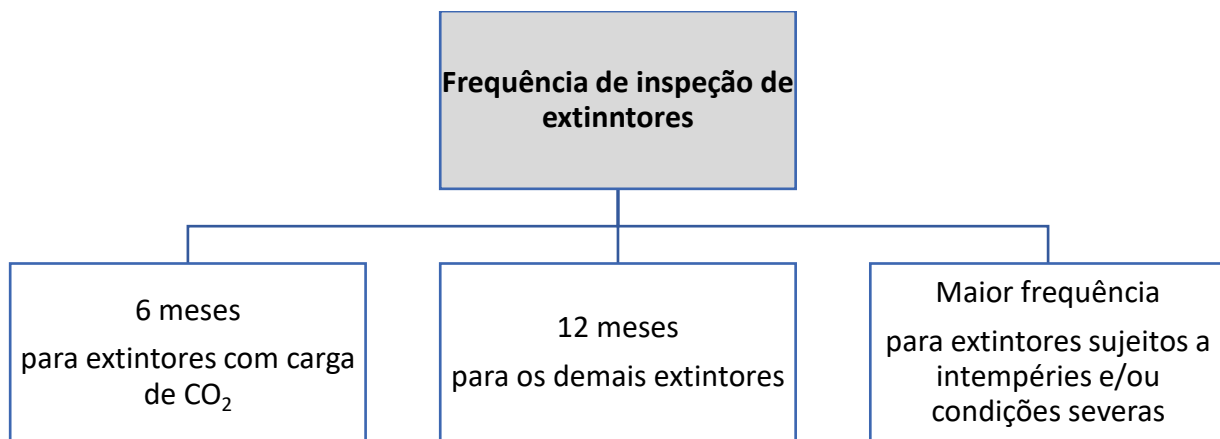 Frequência de inspeção de
extinntores
6 meses
para extintores com carga
de CO₂
12 meses
para os demais extintores
Maior frequência
para extintores sujeitos a
intempéries e/ou
condições severas